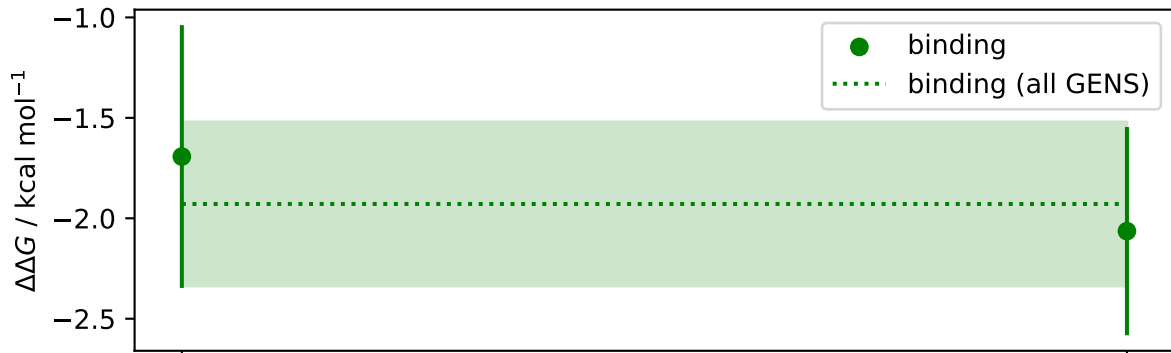 −1.0
−1.5
−2.0
−2.5
ΔΔG / kcal mol⁻¹
binding
binding (all GENS)